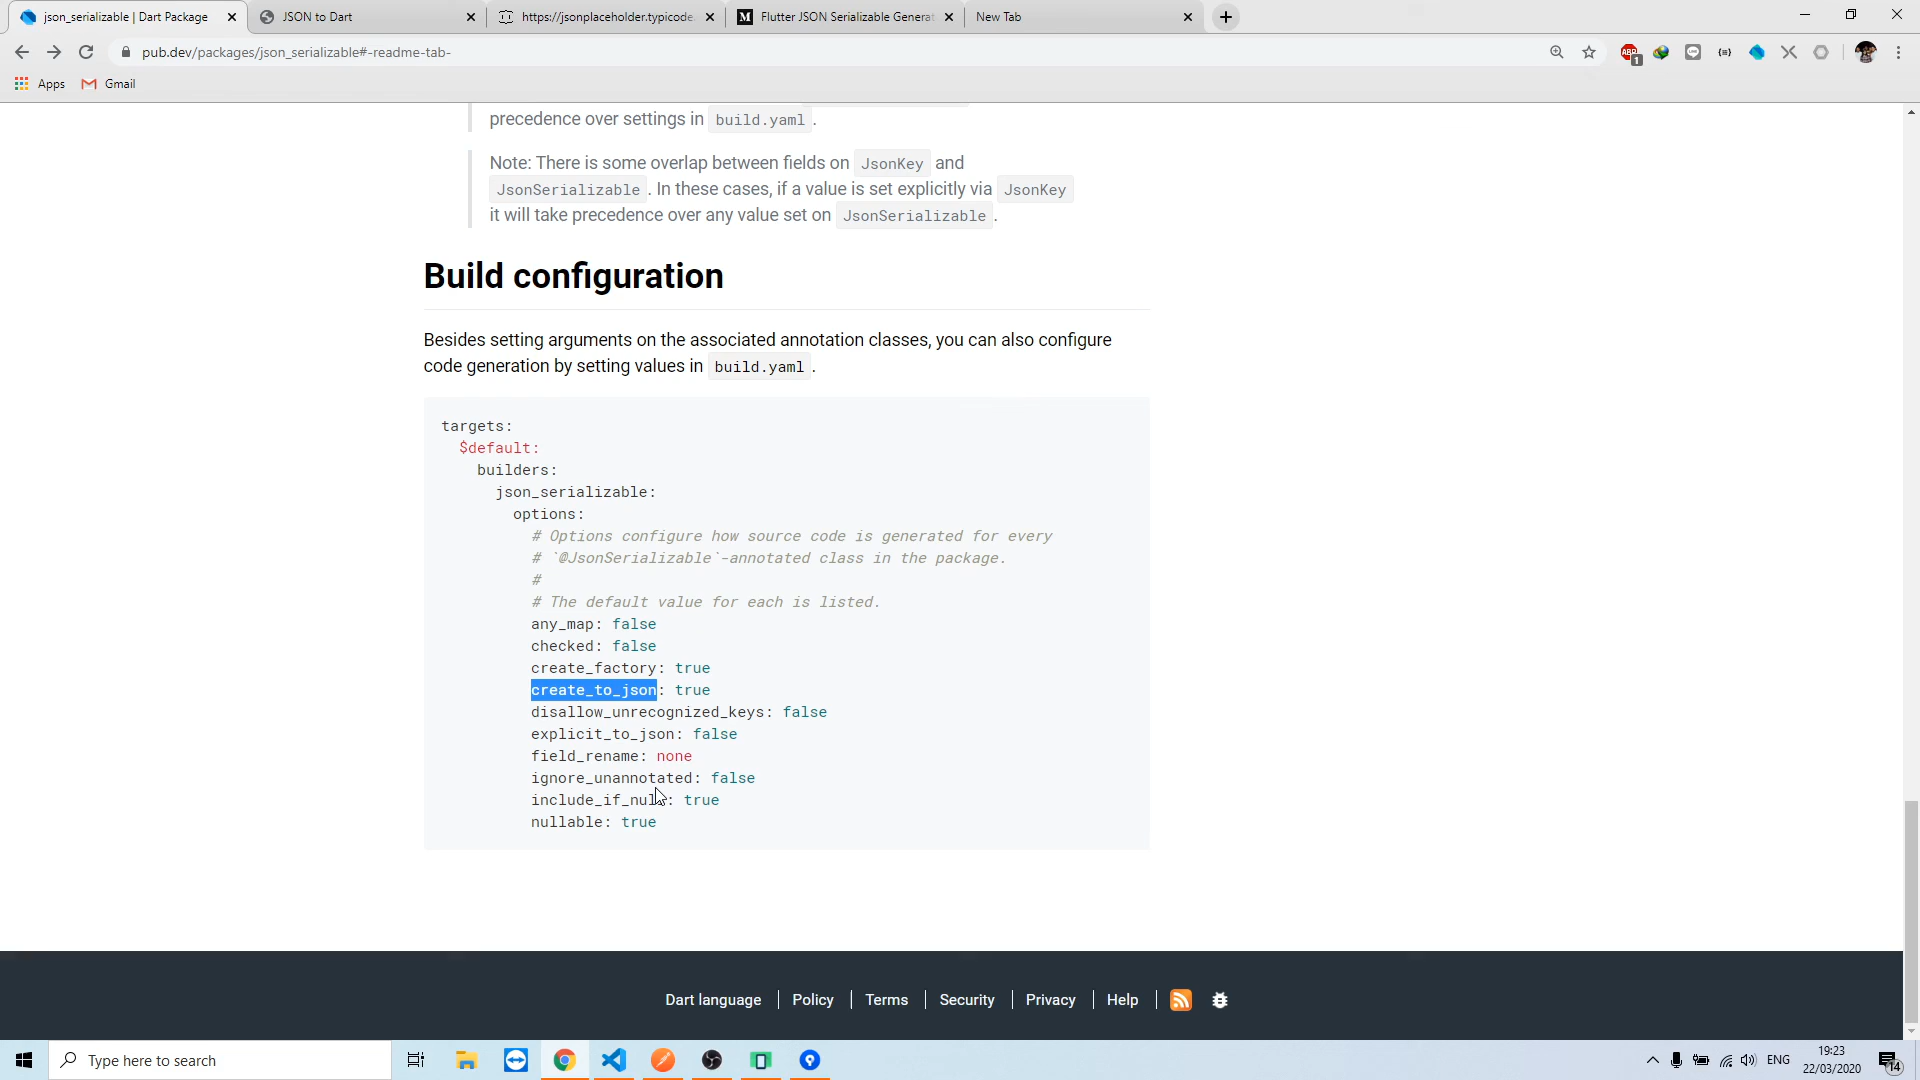 json_serializable | Dart Package
JSON to Dart
https://jsonplaceholder.typicode.
Flutter JSON Serializable Generat
New Tab
pub.dev/packages/json_serializable#-readme-tab-
ABP
1
Apps
Gmail
precedence over settings in build.yaml .
Note: There is some overlap between fields on JsonKey and
JsonSerializable . In these cases, if a value is set explicitly via JsonKey
it will take precedence over any value set on JsonSerializable .
Build configuration
Besides setting arguments on the associated annotation classes, you can also configure
code generation by setting values in build.yaml .
targets:
$default:
builders:
json_serializable:
options:
# Options configure how source code is generated for every
# `@JsonSerializable`-annotated class in the package.
#
# The default value for each is listed.
any_map: false
checked: false
create_factory: true
create_to_json: true
disallow_unrecognized_keys: false
explicit_to_json: false
field_rename: none
ignore_unannotated: false
include_if_null: true
nullable: true
Dart language | Policy | Terms | Security | Privacy | Help
Type here to search
ENG
19:23
22/03/2020
14